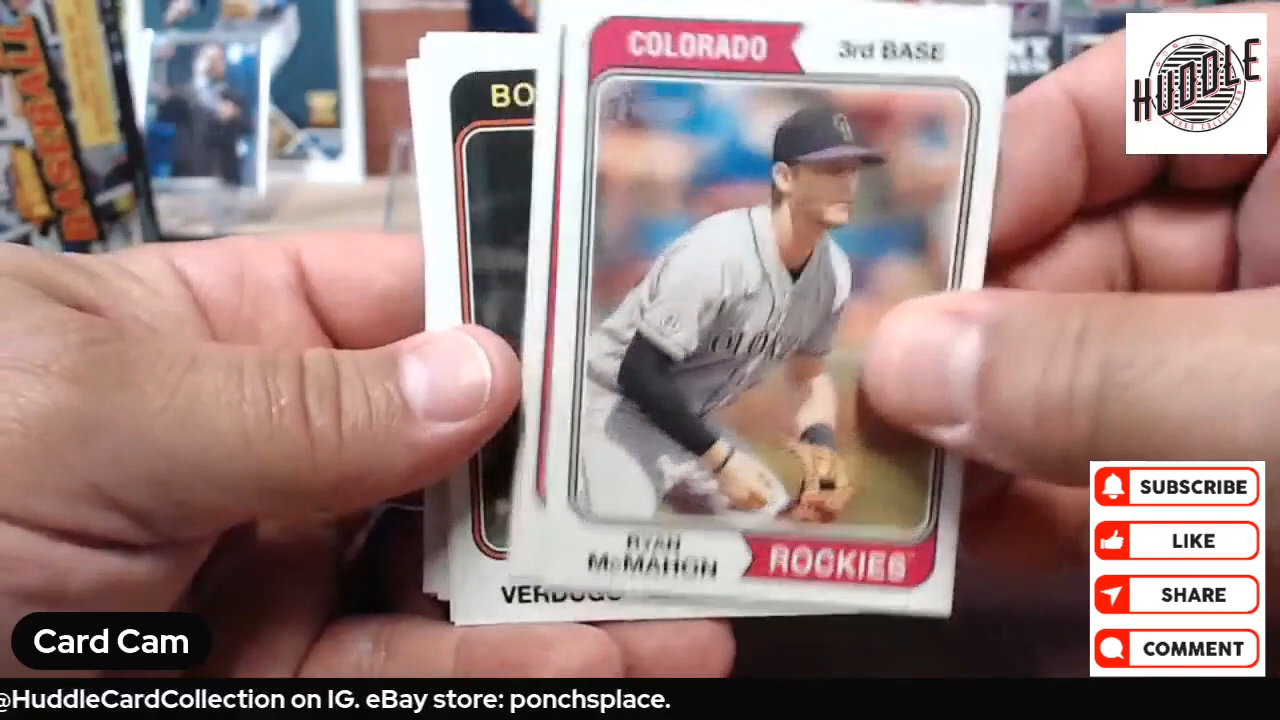 BASEBALL
COLORADO
3rd BASE
BO
HUDDLE
RYAN
McMAHON
ROCKIES
VERDUGO
SUBSCRIBE
LIKE
SHARE
COMMENT
Card Cam
@HuddleCardCollection on IG. eBay store: ponchsplace.